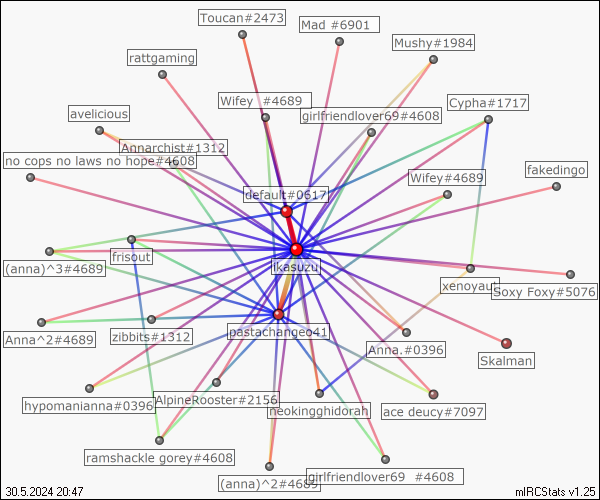 Toucan#2473
Mad #6901
Mushy#1984
rattgaming
Wifey #4689
girlfriendlover69#4608
Cypha#1717
avelicious
Annarchist#1312
no cops no laws no hope#4608
Wifey#4689
fakedingo
default#0617
frisout
ikasuzu
(anna)^3#4689
xenoyaut
Soxy Foxy#5076
Anna^2#4689
zibbits#1312
pastachangeo41
Anna.#0396
Skalman
hypomanianna#0396
AlpineRooster#2156
neokingghidorah
ace deucy#7097
ramshackle gorey#4608
(anna)^2#4689
girlfriendlover69 #4608
30.5.2024 20:47
mIRCStats v1.25